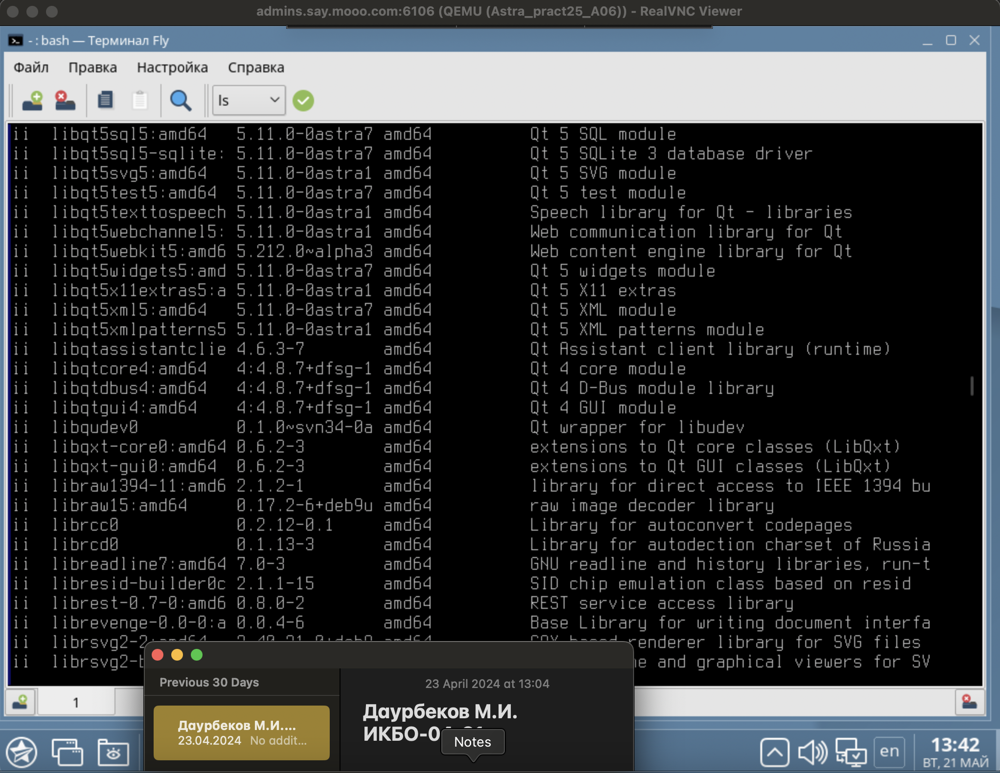 admins.say.mooo.com:6106 (QEMU (Astra_pract25_A06)) - RealVNC Viewer
- : bash — Терминал Fly
Файл Правка Настройка Справка
ls
ii libqt5sql5:amd64 5.11.0-0astra7 amd64 Qt 5 SQL module
ii libqt5sql5-sqlite: 5.11.0-0astra7 amd64 Qt 5 SQLite 3 database driver
ii libqt5svg5:amd64 5.11.0-0astra1 amd64 Qt 5 SVG module
ii libqt5test5:amd64 5.11.0-0astra7 amd64 Qt 5 test module
ii libqt5texttospeech 5.11.0-0astra1 amd64 Speech library for Qt - libraries
ii libqt5webchannel5: 5.11.0-0astra1 amd64 Web communication library for Qt
ii libqt5webkit5:amd6 5.212.0~alpha3 amd64 Web content engine library for Qt
ii libqt5widgets5:amd 5.11.0-0astra7 amd64 Qt 5 widgets module
ii libqt5x11extras5:a 5.11.0-0astra1 amd64 Qt 5 X11 extras
ii libqt5xml5:amd64 5.11.0-0astra7 amd64 Qt 5 XML module
ii libqt5xmlpatterns5 5.11.0-0astra1 amd64 Qt 5 XML patterns module
ii libqtassistantclie 4.6.3-7 amd64 Qt Assistant client library (runtime)
ii libqtcore4:amd64 4:4.8.7+dfsg-1 amd64 Qt 4 core module
ii libqtdbus4:amd64 4:4.8.7+dfsg-1 amd64 Qt 4 D-Bus module library
ii libqtgui4:amd64 4:4.8.7+dfsg-1 amd64 Qt 4 GUI module
ii libqudev0 0.1.0~svn34-0a amd64 Qt wrapper for libudev
ii libqxt-core0:amd64 0.6.2-3 amd64 extensions to Qt core classes (LibQxt)
ii libqxt-gui0:amd64 0.6.2-3 amd64 extensions to Qt GUI classes (LibQxt)
ii libraw1394-11:amd6 2.1.2-1 amd64 library for direct access to IEEE 1394 bu
ii libraw15:amd64 0.17.2-6+deb9u amd64 raw image decoder library
ii librcc0 0.2.12-0.1 amd64 Library for autoconvert codepages
ii librcd0 0.1.13-3 amd64 Library for autodection charset of Russia
ii libreadline7:amd64 7.0-3 amd64 GNU readline and history libraries, run-t
ii libresid-builder0c 2.1.1-15 amd64 SID chip emulation class based on resid
ii librest-0.7-0:amd6 0.8.0-2 amd64 REST service access library
ii librevenge-0.0-0:a 0.0.4-6 amd64 Base Library for writing document interfa
ii librsvg2-2:amd64 amd64 based renderer library for SVG files
ii librsvg2- and graphical viewers for SV
1
Previous 30 Days
Даурбеков М.И....
23.04.2024 No addit...
23 April 2024 at 13:04
Даурбеков М.И.
ИКБО-0
Notes
en
13:42
ВТ, 21 МАЙ